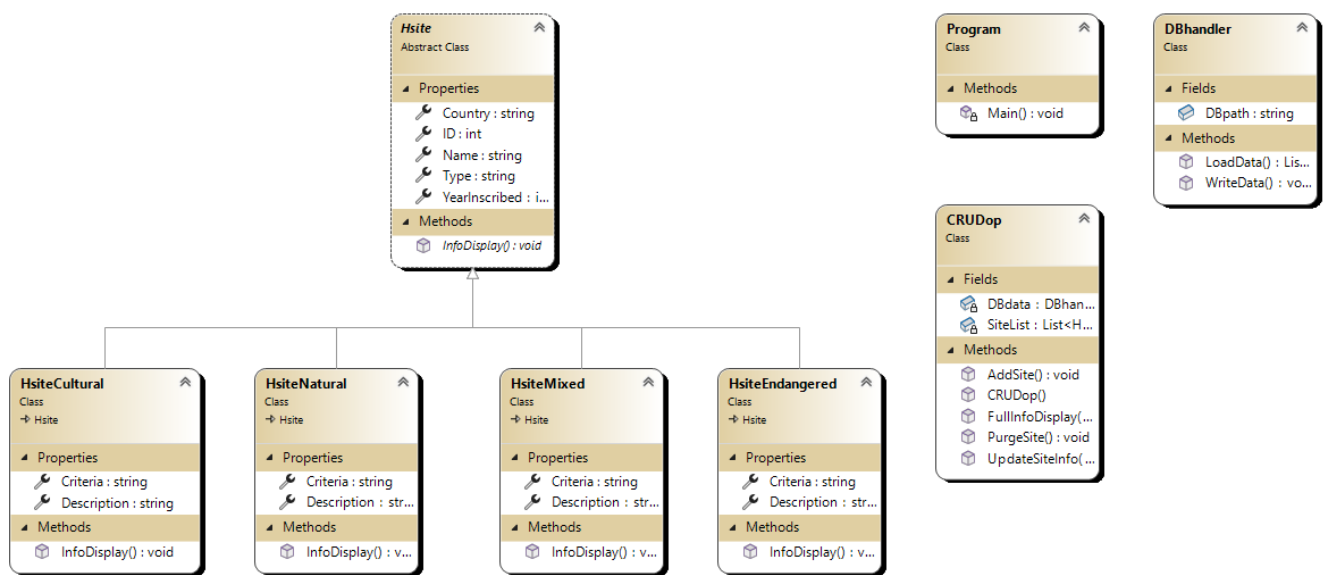 Hsite
Abstract Class
Properties
Country : string
ID : int
Name : string
Type : string
YearInscribed : i...
Methods
InfoDisplay() : void
Program
Class
Methods
Main() : void
DBhandler
Class
Fields
DBpath : string
Methods
LoadData() : Lis...
WriteData() : vo...
CRUDop
Class
Fields
DBdata : DBhan...
SiteList : List<H...
Methods
AddSite() : void
CRUDop()
FullInfoDisplay(...
PurgeSite() : void
UpdateSiteInfo( ...
HsiteCultural
Class
Hsite
Properties
Criteria : string
Description : string
Methods
InfoDisplay() : void
HsiteNatural
Class
Hsite
Properties
Criteria : string
Description : str...
Methods
InfoDisplay() : v...
HsiteMixed
Class
Hsite
Properties
Criteria : string
Description : str...
Methods
InfoDisplay() : v...
HsiteEndangered
Class
Hsite
Properties
Criteria : string
Description : str...
Methods
InfoDisplay() : v...